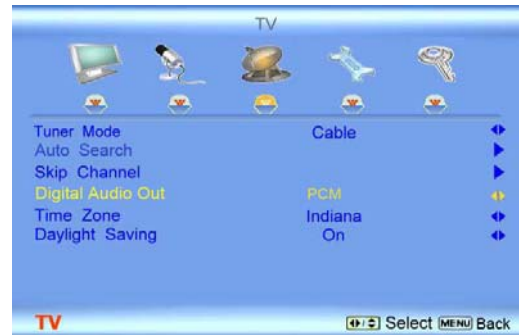 TV
Tuner Mode Cable
Auto Search
Skip Channel
Digital Audio Out PCM
Time Zone Indiana
Daylight Saving On
TV Select MENU Back